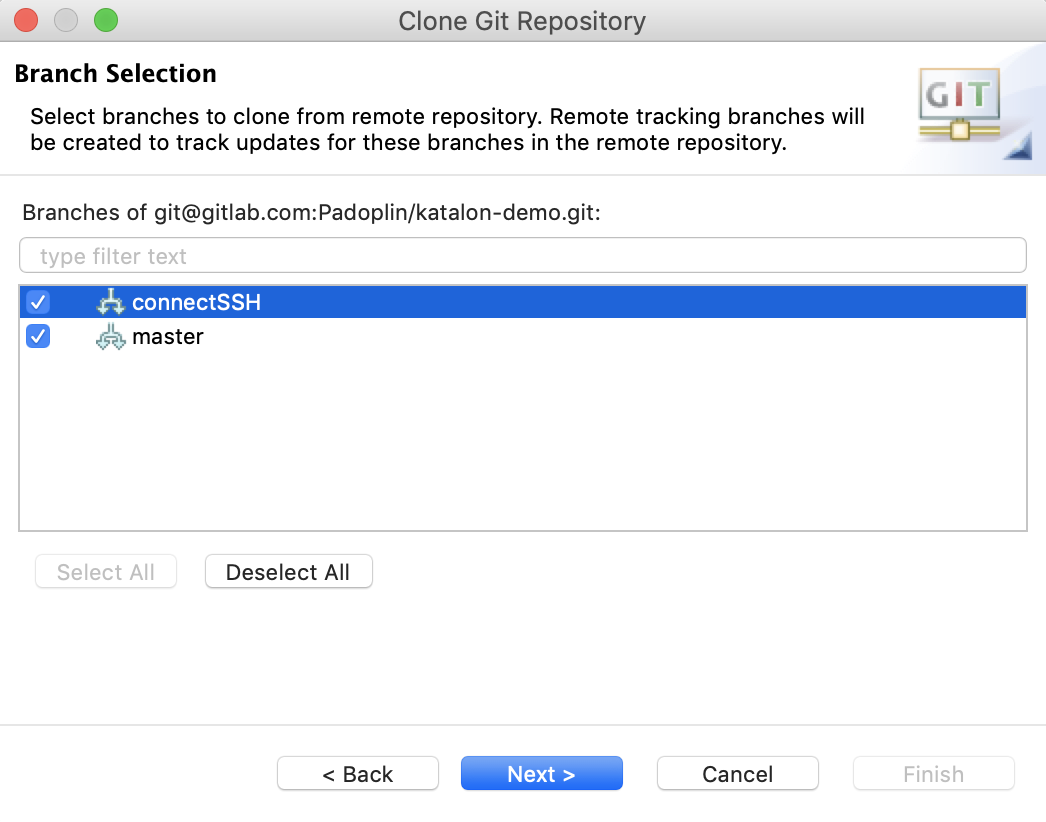 Clone Git Repository
Branch Selection
Select branches to clone from remote repository. Remote tracking branches will
be created to track updates for these branches in the remote repository.
GIT
Branches of git@gitlab.com:Padoplin/katalon-demo.git:
type filter text
connectSSH
master
Select All
Deselect All
< Back
Next >
Cancel
Finish